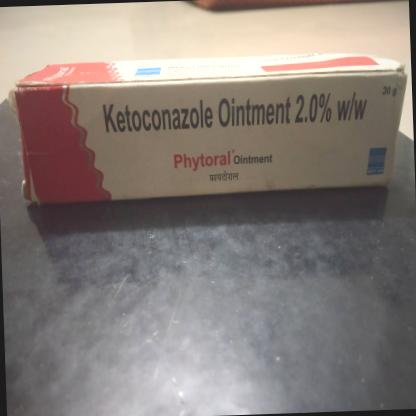 Ketoconazole Ointment 2.0% w/w
30 g
Phytoral® Ointment
फायटोराल